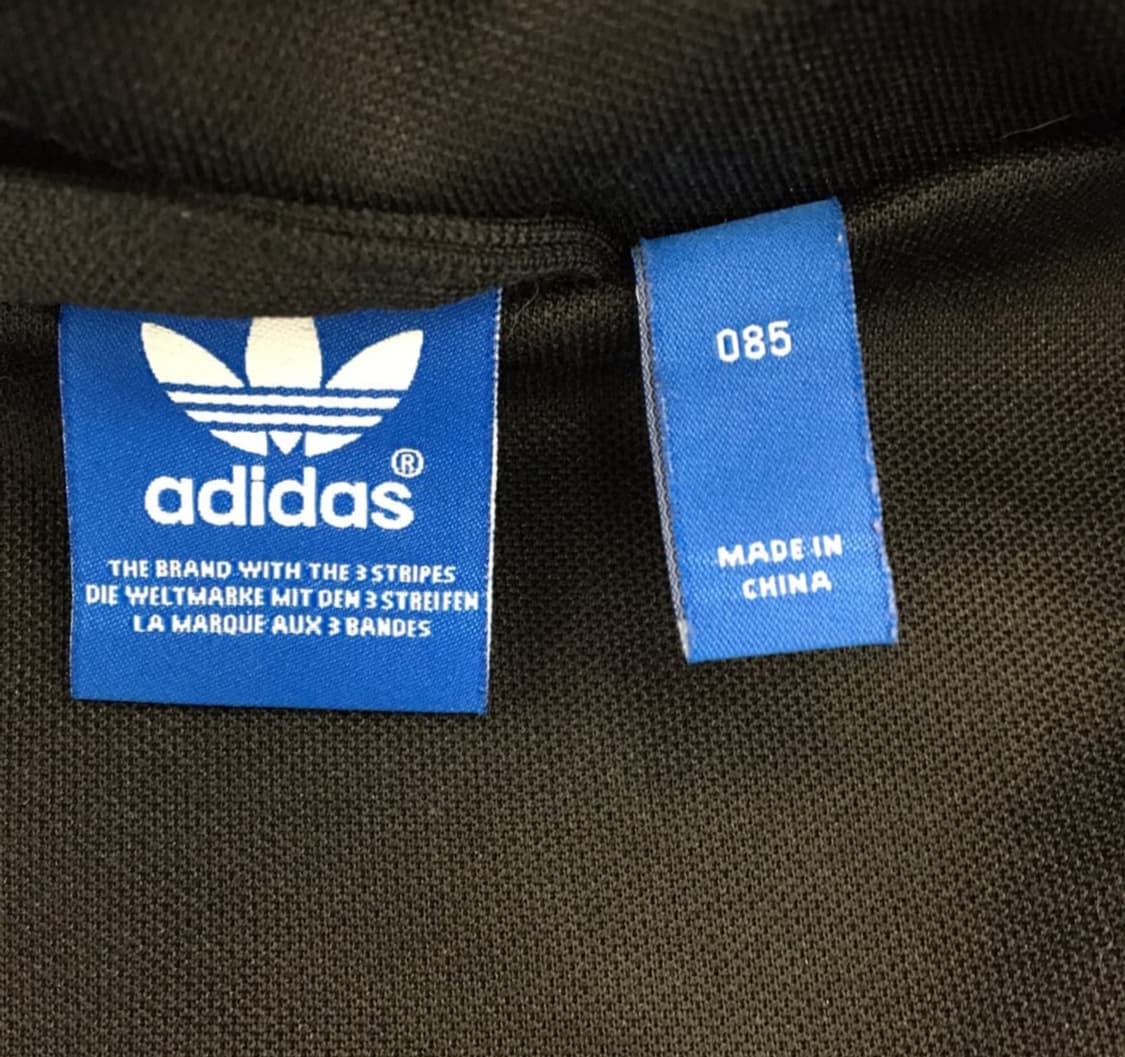 adidas®
THE BRAND WITH THE 3 STRIPES
DIE WELTMARKE MIT DEN 3 STREIFEN
LA MARQUE AUX 3 BANDES
085
MADE IN
CHINA